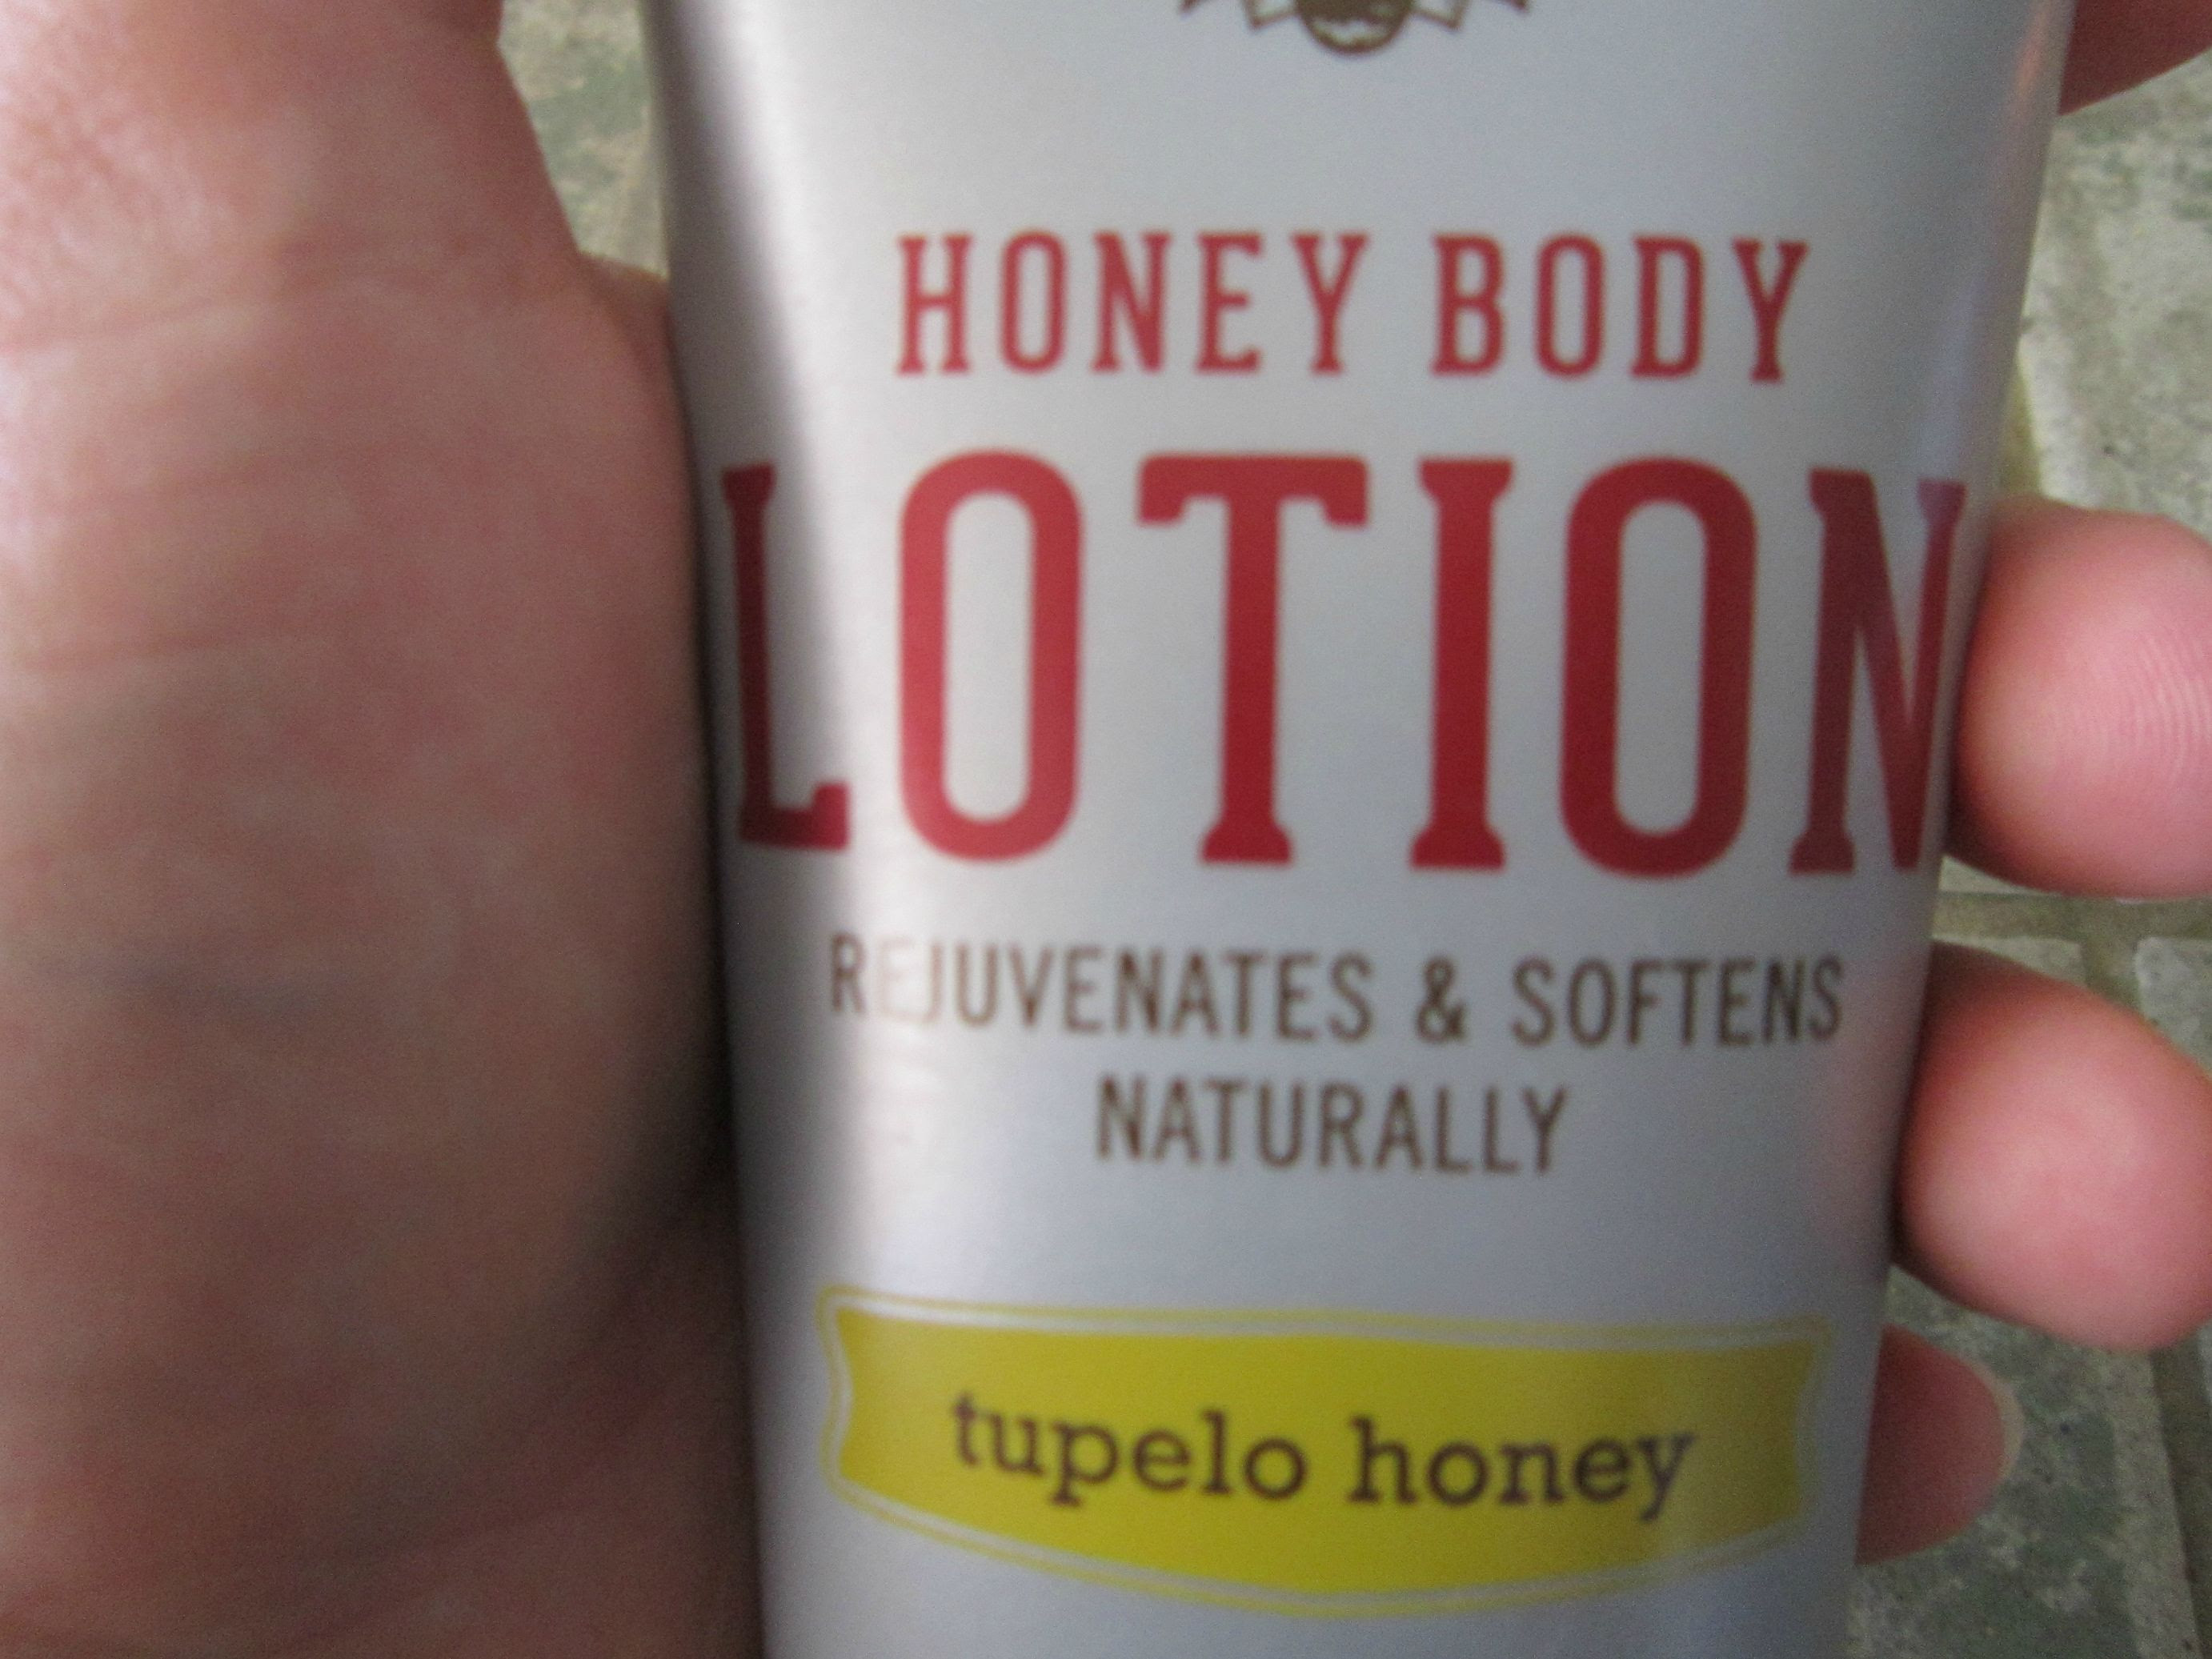 HONEY BODY
LOTION
REJUVENATES & SOFTENS
NATURALLY
tupelo honey